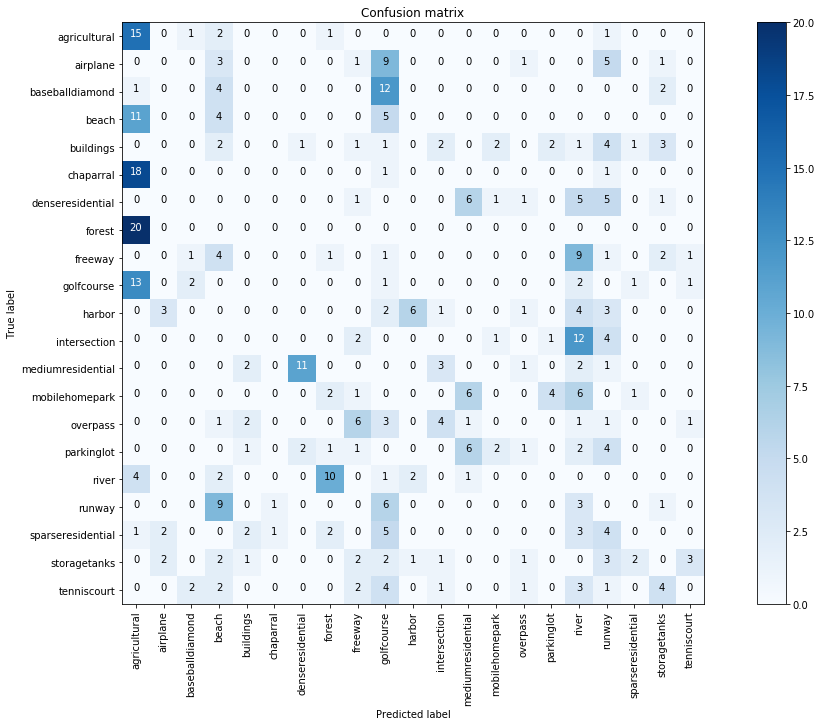 Confusion matrix
True label
agricultural 15 0 1 2 0 0 0 1 0 0 0 0 0 0 0 0 0 1 0 0 0
airplane 0 0 0 3 0 0 0 0 1 9 0 0 0 0 1 0 0 5 0 1 0
baseballdiamond 1 0 0 4 0 0 0 0 0 12 0 0 0 0 0 0 0 0 0 2 0
beach 11 0 0 4 0 0 0 0 0 5 0 0 0 0 0 0 0 0 0 0 0
buildings 0 0 0 2 0 0 1 0 1 1 0 2 0 2 0 2 1 4 1 3 0
chaparral 18 0 0 0 0 0 0 0 0 1 0 0 0 0 0 0 0 1 0 0 0
denseresidential 0 0 0 0 0 0 0 0 1 0 0 0 6 1 1 0 5 5 0 1 0
forest 20 0 0 0 0 0 0 0 0 0 0 0 0 0 0 0 0 0 0 0 0
freeway 0 0 1 4 0 0 0 1 0 1 0 0 0 0 0 0 9 1 0 2 1
golfcourse 13 0 2 0 0 0 0 0 0 1 0 0 0 0 0 0 2 0 1 0 1
harbor 0 3 0 0 0 0 0 0 0 2 6 1 0 0 1 0 4 3 0 0 0
intersection 0 0 0 0 0 0 0 0 2 0 0 0 0 1 0 1 12 4 0 0 0
mediumresidential 0 0 0 0 2 0 11 0 0 0 0 3 0 0 1 0 2 1 0 0 0
mobilehomepark 0 0 0 0 0 0 0 2 1 0 0 0 6 0 0 4 6 0 1 0 0
overpass 0 0 0 1 2 0 0 0 6 3 0 4 1 0 0 0 1 1 0 0 1
parkinglot 0 0 0 0 1 0 2 1 1 0 0 0 6 2 1 0 2 4 0 0 0
river 4 0 0 2 0 0 0 10 0 1 2 0 1 0 0 0 0 0 0 0 0
runway 0 0 0 9 0 1 0 0 0 6 0 0 0 0 0 0 3 0 0 1 0
sparseresidential 1 2 0 0 2 1 0 2 0 5 0 0 0 0 0 0 3 4 0 0 0
storagetanks 0 2 0 2 1 0 0 0 2 2 1 1 0 0 1 0 0 3 2 0 3
tenniscourt 0 0 2 2 0 0 0 0 2 4 0 1 0 0 1 0 3 1 0 4 0
agricultural airplane baseballdiamond beach buildings chaparral denseresidential forest freeway golfcourse harbor intersection mediumresidential mobilehomepark overpass parkinglot river runway sparseresidential storagetanks tenniscourt
Predicted label
20.0
17.5
15.0
12.5
10.0
7.5
5.0
2.5
0.0